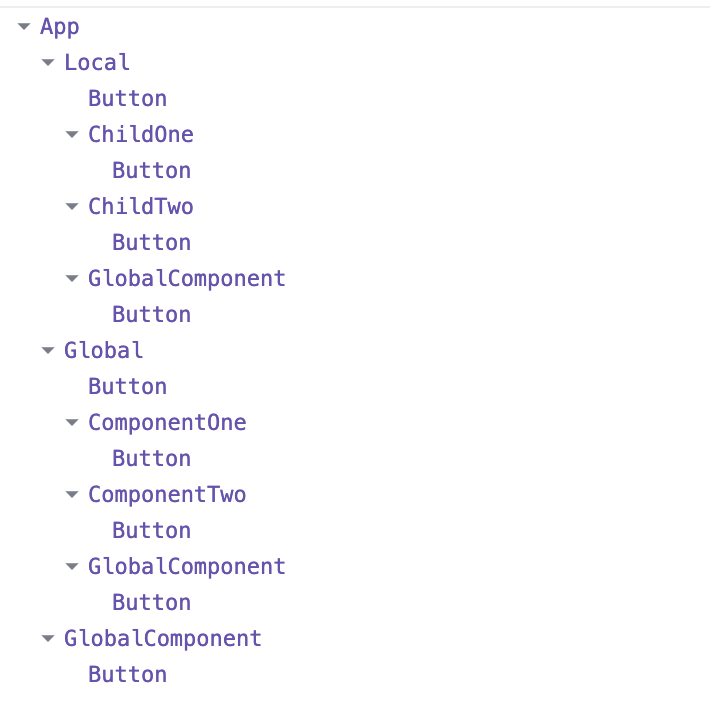 App
Local
Button
ChildOne
Button
ChildTwo
Button
GlobalComponent
Button
Global
Button
ComponentOne
Button
ComponentTwo
Button
GlobalComponent
Button
GlobalComponent
Button